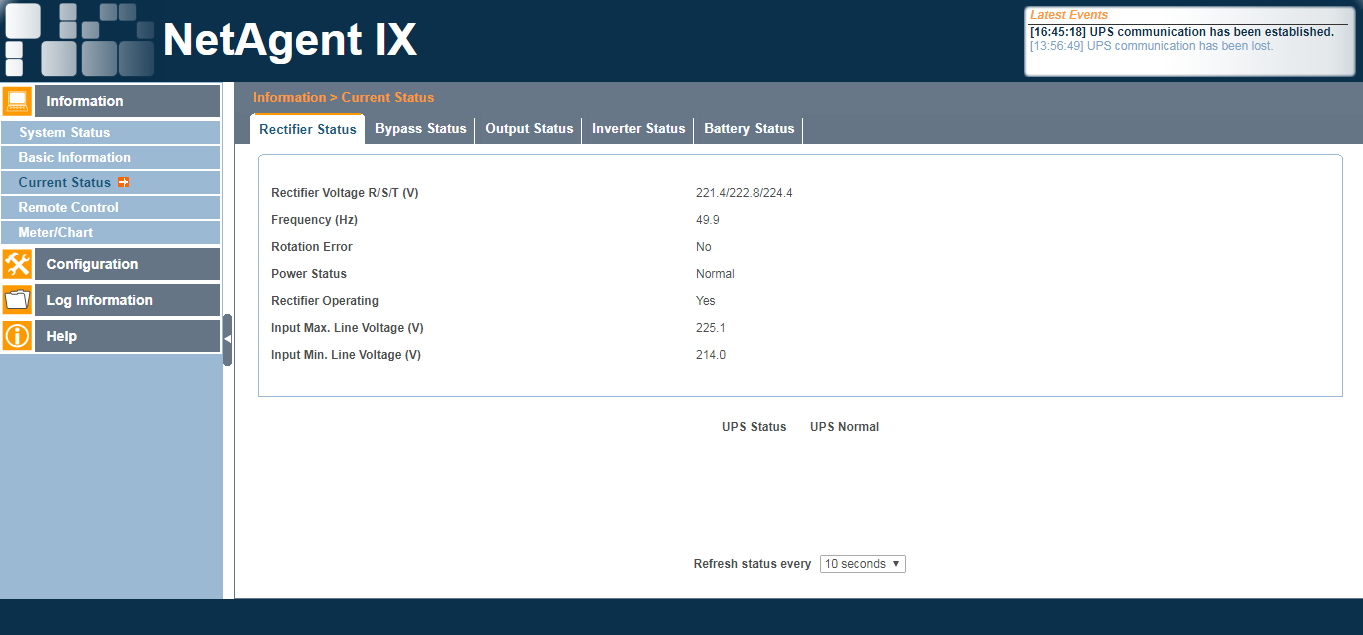 NetAgent IX
Latest Events
[16:45:18] UPS communication has been established.
[13:56:49] UPS communication has been lost.
Information
System Status
Basic Information
Current Status
Remote Control
Meter/Chart
Configuration
Log Information
Help
Information > Current Status
Rectifier Status Bypass Status Output Status Inverter Status Battery Status
Rectifier Voltage R/S/T (V) 221.4/222.8/224.4
Frequency (Hz) 49.9
Rotation Error No
Power Status Normal
Rectifier Operating Yes
Input Max. Line Voltage (V) 225.1
Input Min. Line Voltage (V) 214.0
UPS Status UPS Normal
Refresh status every 10 seconds